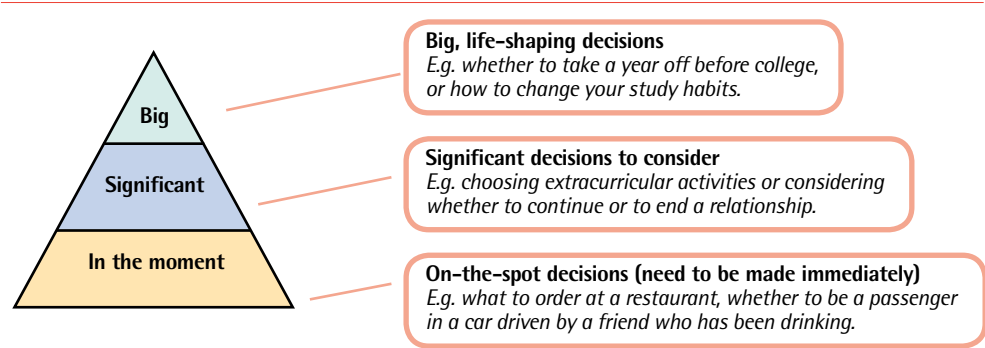 Big, life-shaping decisions
E.g. whether to take a year off before college,
or how to change your study habits.
Big
Significant decisions to consider
E.g. choosing extracurricular activities or considering
whether to continue or to end a relationship.
Significant
On-the-spot decisions (need to be made immediately)
E.g. what to order at a restaurant, whether to be a passenger
in a car driven by a friend who has been drinking.
In the moment